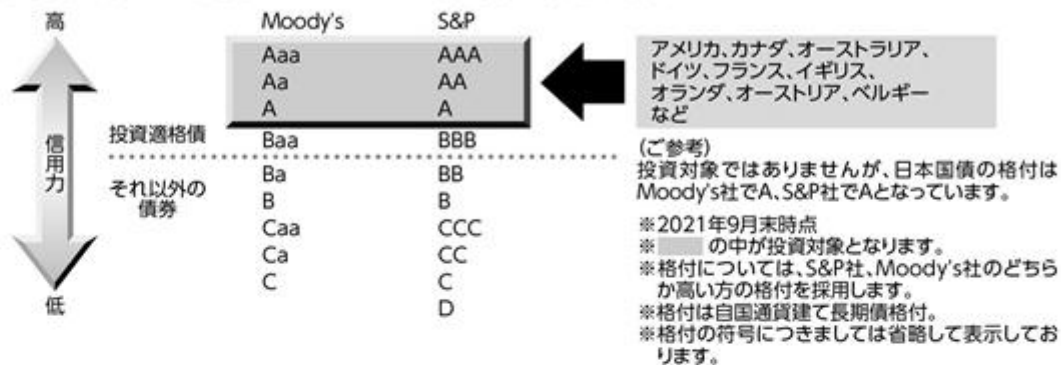 高
信用力
低
Moody's S&P
Aaa AAA
Aa AA
A A
投資適格債 Baa BBB
それ以外の
債券
Ba BB
B B
Caa CCC
Ca CC
C C
D
アメリカ、カナダ、オーストラリア、
ドイツ、フランス、イギリス、
オランダ、オーストリア、ベルギー
など
(ご参考)
投資対象ではありませんが、日本国債の格付は
Moody's社でA、S&P社でAとなっています。
※2021年9月末時点
※ の中が投資対象となります。
※格付については、S&P社、Moody's社のどちら
か高い方の格付を採用します。
※格付は自国通貨建て長期債格付。
※格付の符号につきましては省略して表示してお
ります。